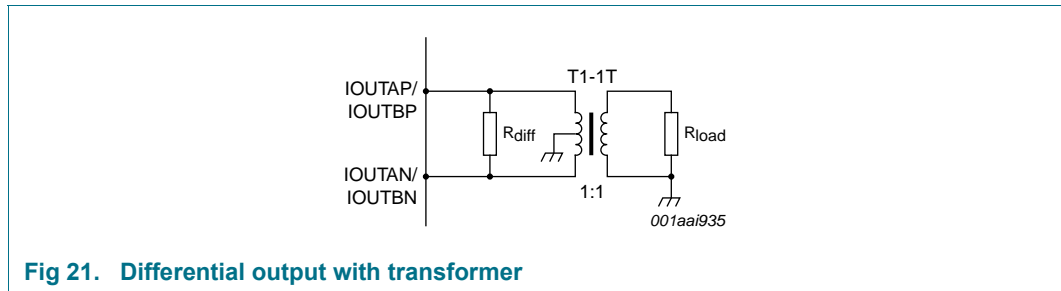 T1-1T
IOUTAP/
IOUTBP
Rdiff
Rload
IOUTAN/
IOUTBN
1:1
001aai935
Fig 21. Differential output with transformer